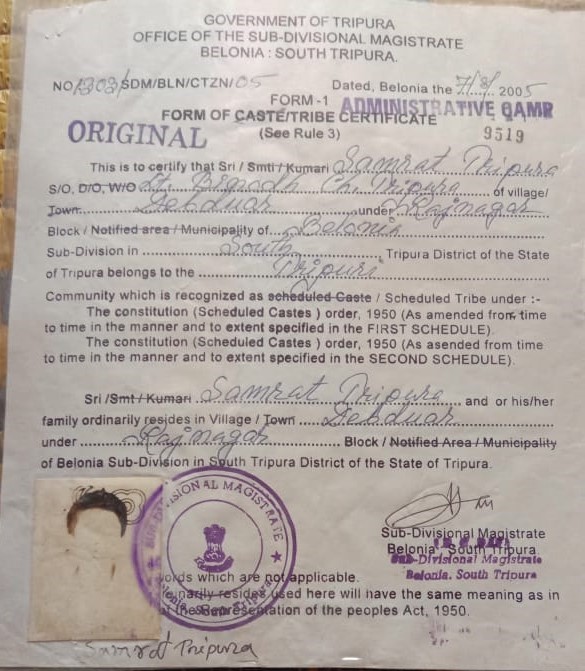 GOVERNMENT OF TRIPURA
OFFICE OF THE SUB-DIVISIONAL MAGISTRATE
BELONIA : SOUTH TRIPURA.
NO 1303/SDM/BLN/CTZN/05 Dated, Belonia the 7/3/ 2005
FORM -1 ADMINISTRATIVE QAMP
FORM OF CASTE/TRIBE CERTIFICATE
ORIGINAL (See Rule 3) 9519
This is to certify that Sri / Smti / Kumari Samrat Tripura
S/O, D/O, W/O Lt. Ch. Tripura of village/
Town Debduar under Rajnagar
Block / Notified area / Municipality of Belonia
Sub-Division in South Tripura District of the State
of Tripura belongs to the Tripuri
Community which is recognized as scheduled Caste / Scheduled Tribe under :-
The constitution (Scheduled Castes ) order, 1950 (As amended from time
to time in the manner and to extent specified in the FIRST SCHEDULE).
The constitution (Scheduled Castes ) order, 1950 (As asended from time
to time in the manner and to extent specified in the SECOND SCHEDULE).
Sri /Smt/ Kumari Samrat Tripura and or his/her
family ordinarily resides in Village / Town Debduar
under Rajnagar Block / Notified Area / Municipality
of Belonia Sub-Division in South Tripura District of the State of Tripura.
SUB-DIVISIONAL MAGISTRATE
Belonia South Tripura
Sub-Divisional Magistrate
Belonia, South Tripura.
Sub-Divisional Magistrate
Belonia, South Tripura
words which are not applicable.
resides used here will have the same meaning as in
the Representation of the peoples Act, 1950.
Samrat Tripura